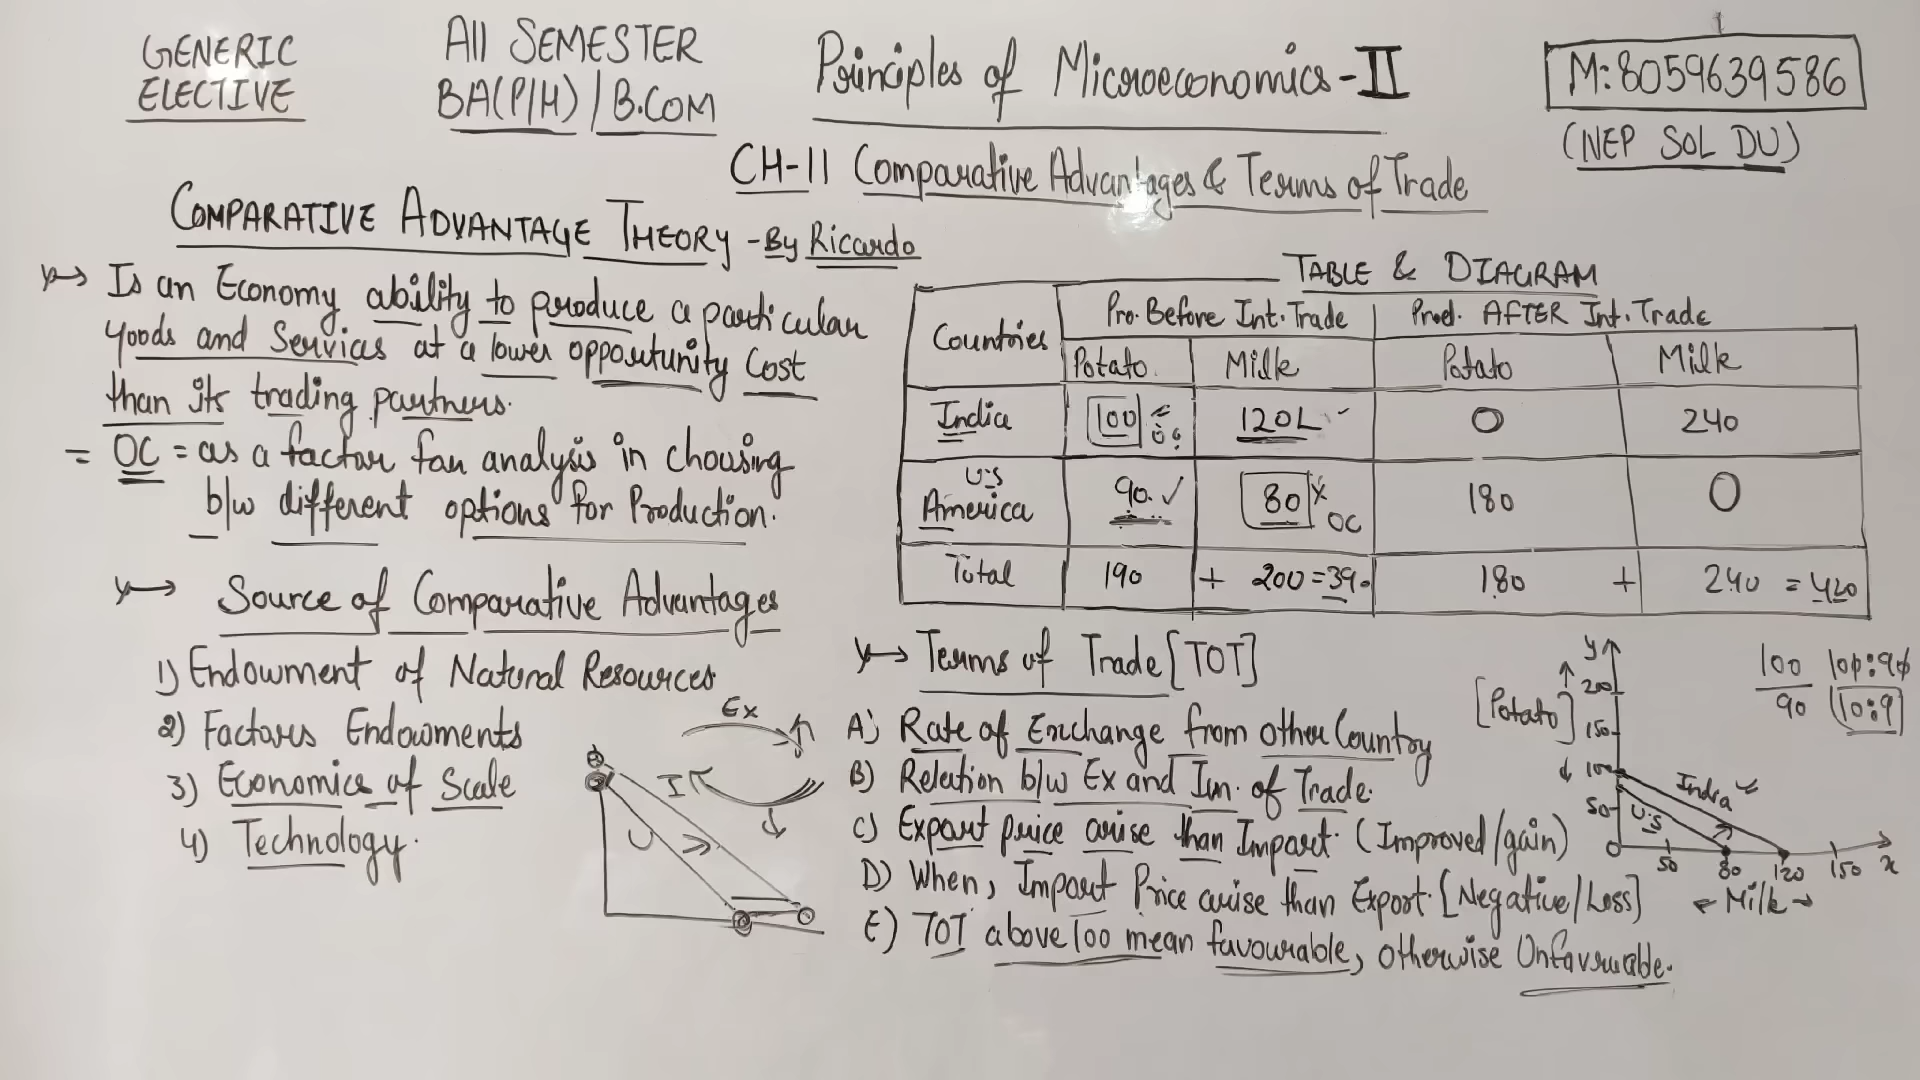 GENERIC
ELECTIVE
All SEMESTER
BA(P/H) / B.COM
Principles of Microeconomics-II
M:8059639586
(NEP SOL DU)
CH-11 Comparative Advantages & Terms of Trade
COMPARATIVE ADVANTAGE THEORY - By Ricardo
Is an Economy ability to produce a particular
goods and Servicas at a lower opportunity Cost
than its trading partners.
= OC = as a factor for analysis in choosing
b/w different options for Production.
Source of Comparative Advantages
1) Endowment of Natural Resources
2) Factors Endowments
3) Economics of Scale
4) Technology.
Ex
I
U
TABLE & DIAGRAM
Countries
Pro. Before Int. Trade
Prod. AFTER Int. Trade
Potato
Milk
Potato
Milk
India
100
120L
0
240
U.S
America
90
80
OC
180
0
Total
190 + 200 = 390
180 + 240 = 420
Terms of Trade [TOT]
A) Rate of Exchange from other Country
B) Relation b/w Ex and Im. of Trade
C) Export price arise than Import. (Improved/gain)
D) When, Import Price arise than Export. [Negative/Loss]
E) TOT above 100 mean favourable, otherwise Unfavourable.
y
[Potato]
200
150
100
50
0
India
U.S
50 80 120 150 x
Milk
100
90
100:90
10:9